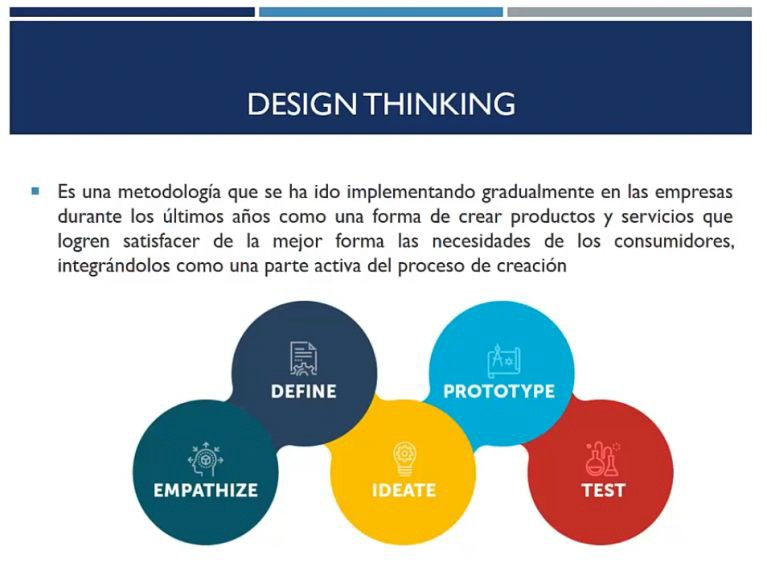 DESIGN THINKING
Es una metodología que se ha ido implementando gradualmente en las empresas
durante los últimos años como una forma de crear productos y servicios que
logren satisfacer de la mejor forma las necesidades de los consumidores,
integrándolos como una parte activa del proceso de creación
EMPATHIZE
DEFINE
IDEATE
PROTOTYPE
TEST